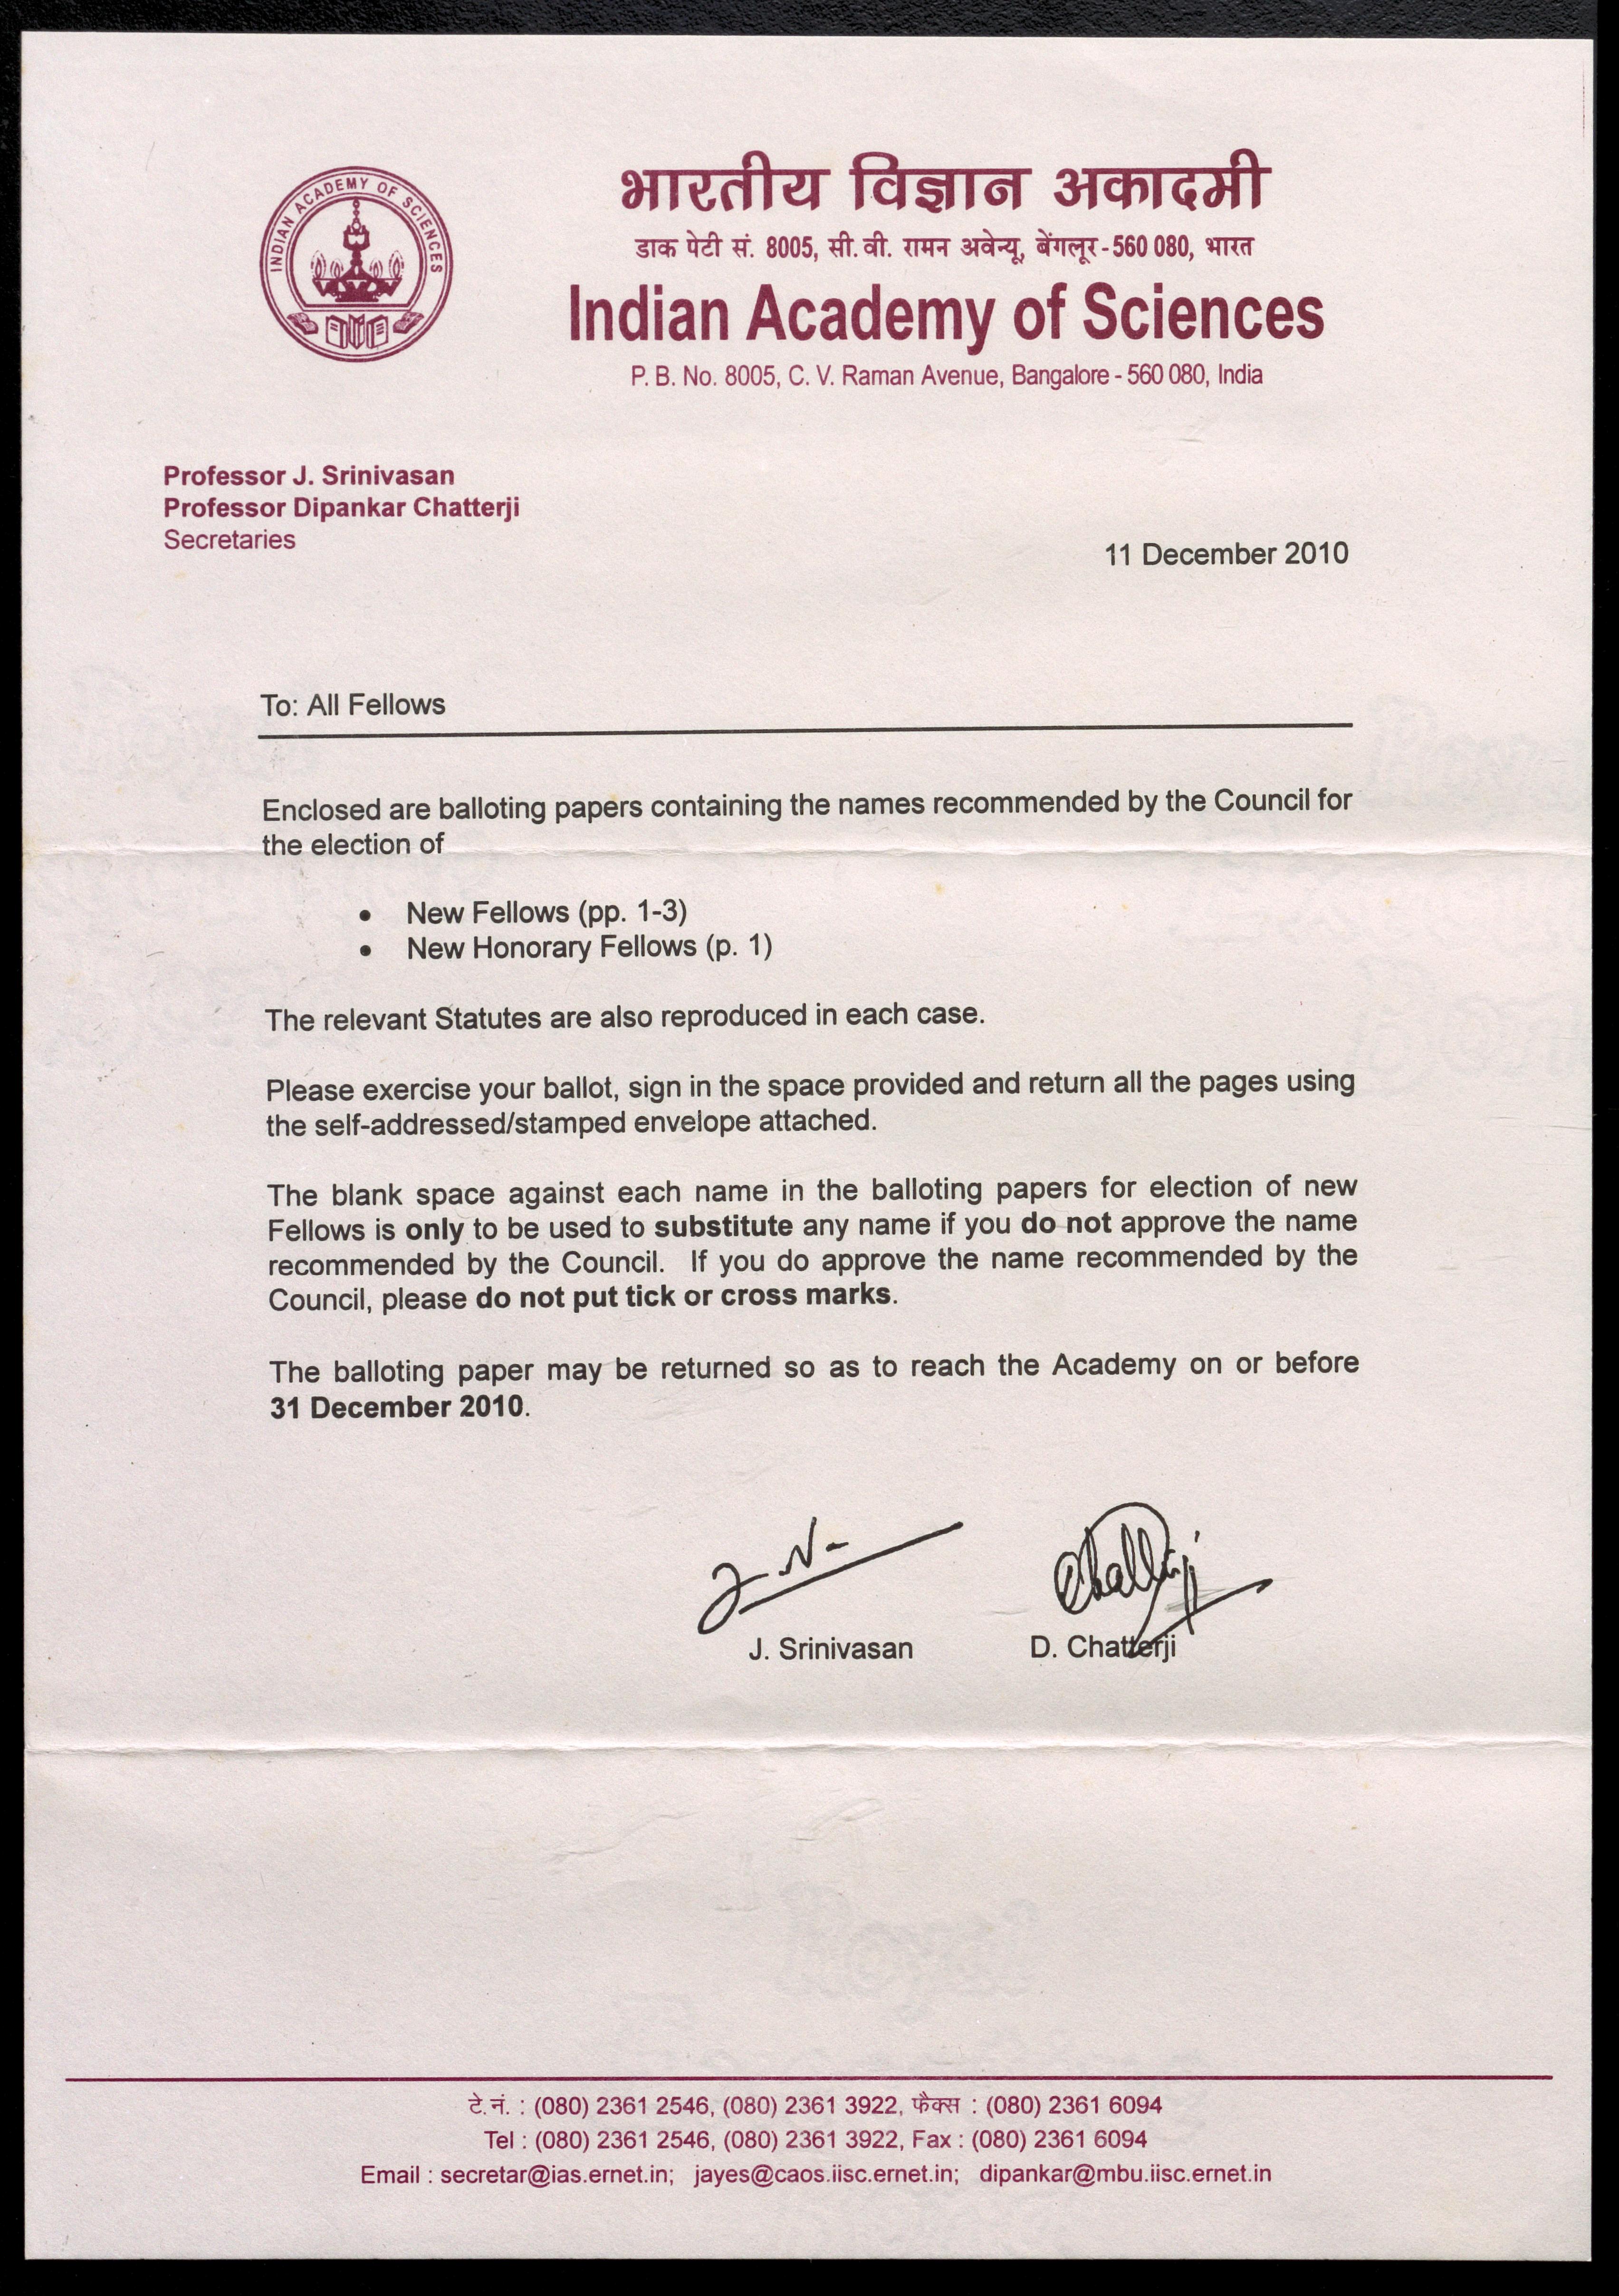 INDIAN ACADEMY OF SCIENCES
भारतीय विज्ञान अकादमी
डाक पेटी सं. 8005, सी. वी. रामन अवेन्यू, बेंगलूर - 560 080, भारत
Indian Academy of Sciences
P. B. No. 8005, C. V. Raman Avenue, Bangalore - 560 080, India
Professor J. Srinivasan
Professor Dipankar Chatterji
Secretaries
11 December 2010
To: All Fellows
Enclosed are balloting papers containing the names recommended by the Council for
the election of
• New Fellows (pp. 1-3)
• New Honorary Fellows (p. 1)
The relevant Statutes are also reproduced in each case.
Please exercise your ballot, sign in the space provided and return all the pages using
the self-addressed/stamped envelope attached.
The blank space against each name in the balloting papers for election of new
Fellows is only to be used to substitute any name if you do not approve the name
recommended by the Council. If you do approve the name recommended by the
Council, please do not put tick or cross marks.
The balloting paper may be returned so as to reach the Academy on or before
31 December 2010.
J. Srinivasan D. Chatterji
टे. नं. : (080) 2361 2546, (080) 2361 3922, फैक्स : (080) 2361 6094
Tel : (080) 2361 2546, (080) 2361 3922, Fax : (080) 2361 6094
Email : secretar@ias.ernet.in; jayes@caos.iisc.ernet.in; dipankar@mbu.iisc.ernet.in